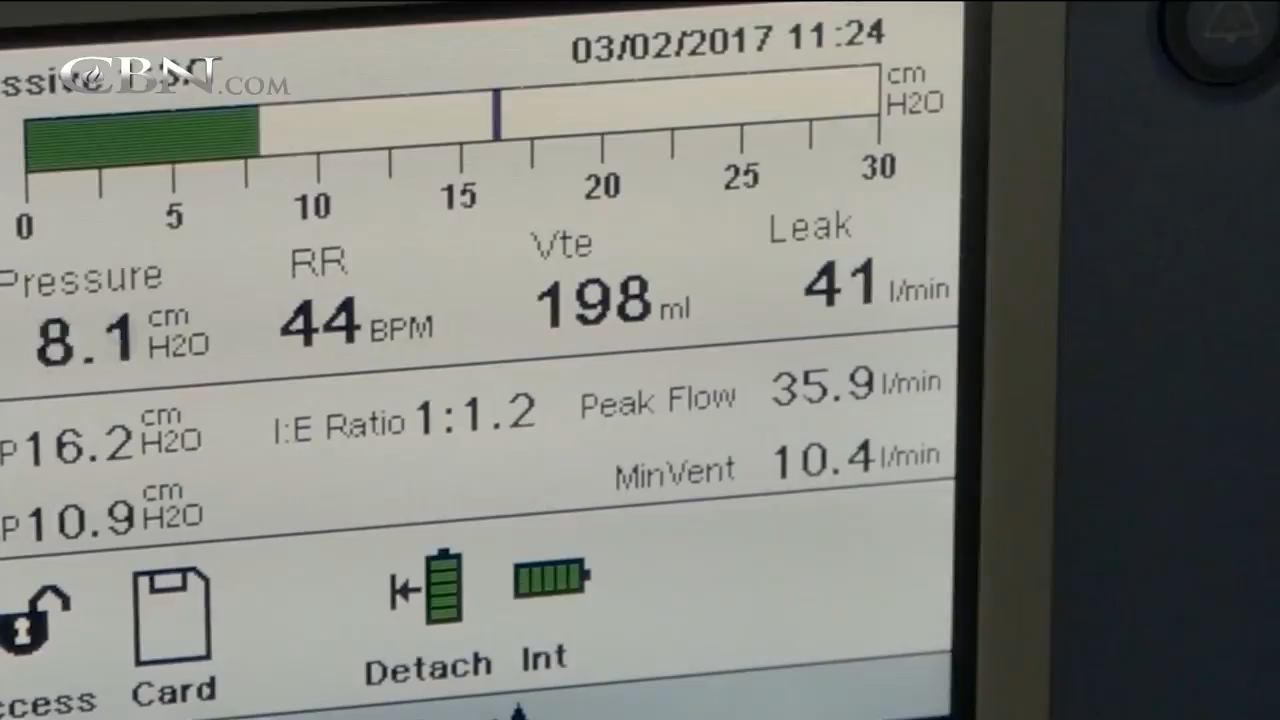 03/02/2017 11:24
CBN.COM
cm
H2O
0 5 10 15 20 25 30
Pressure RR Vte Leak
8.1 cm H2O 44 BPM 198 ml 41 l/min
P 16.2 cm H2O I:E Ratio 1:1.2 Peak Flow 35.9 l/min
P 10.9 cm H2O MinVent 10.4 l/min
ccess Card Detach Int